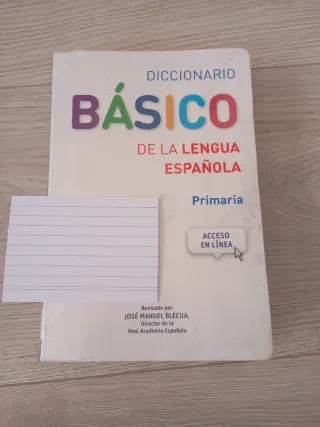 DICCIONARIO
BÁSICO
DE LA LENGUA
ESPAÑOLA
Primaria
ACCESO
EN LÍNEA
Revisado por
JOSÉ MANUEL BLECUA,
Director de la
Real Academia Española